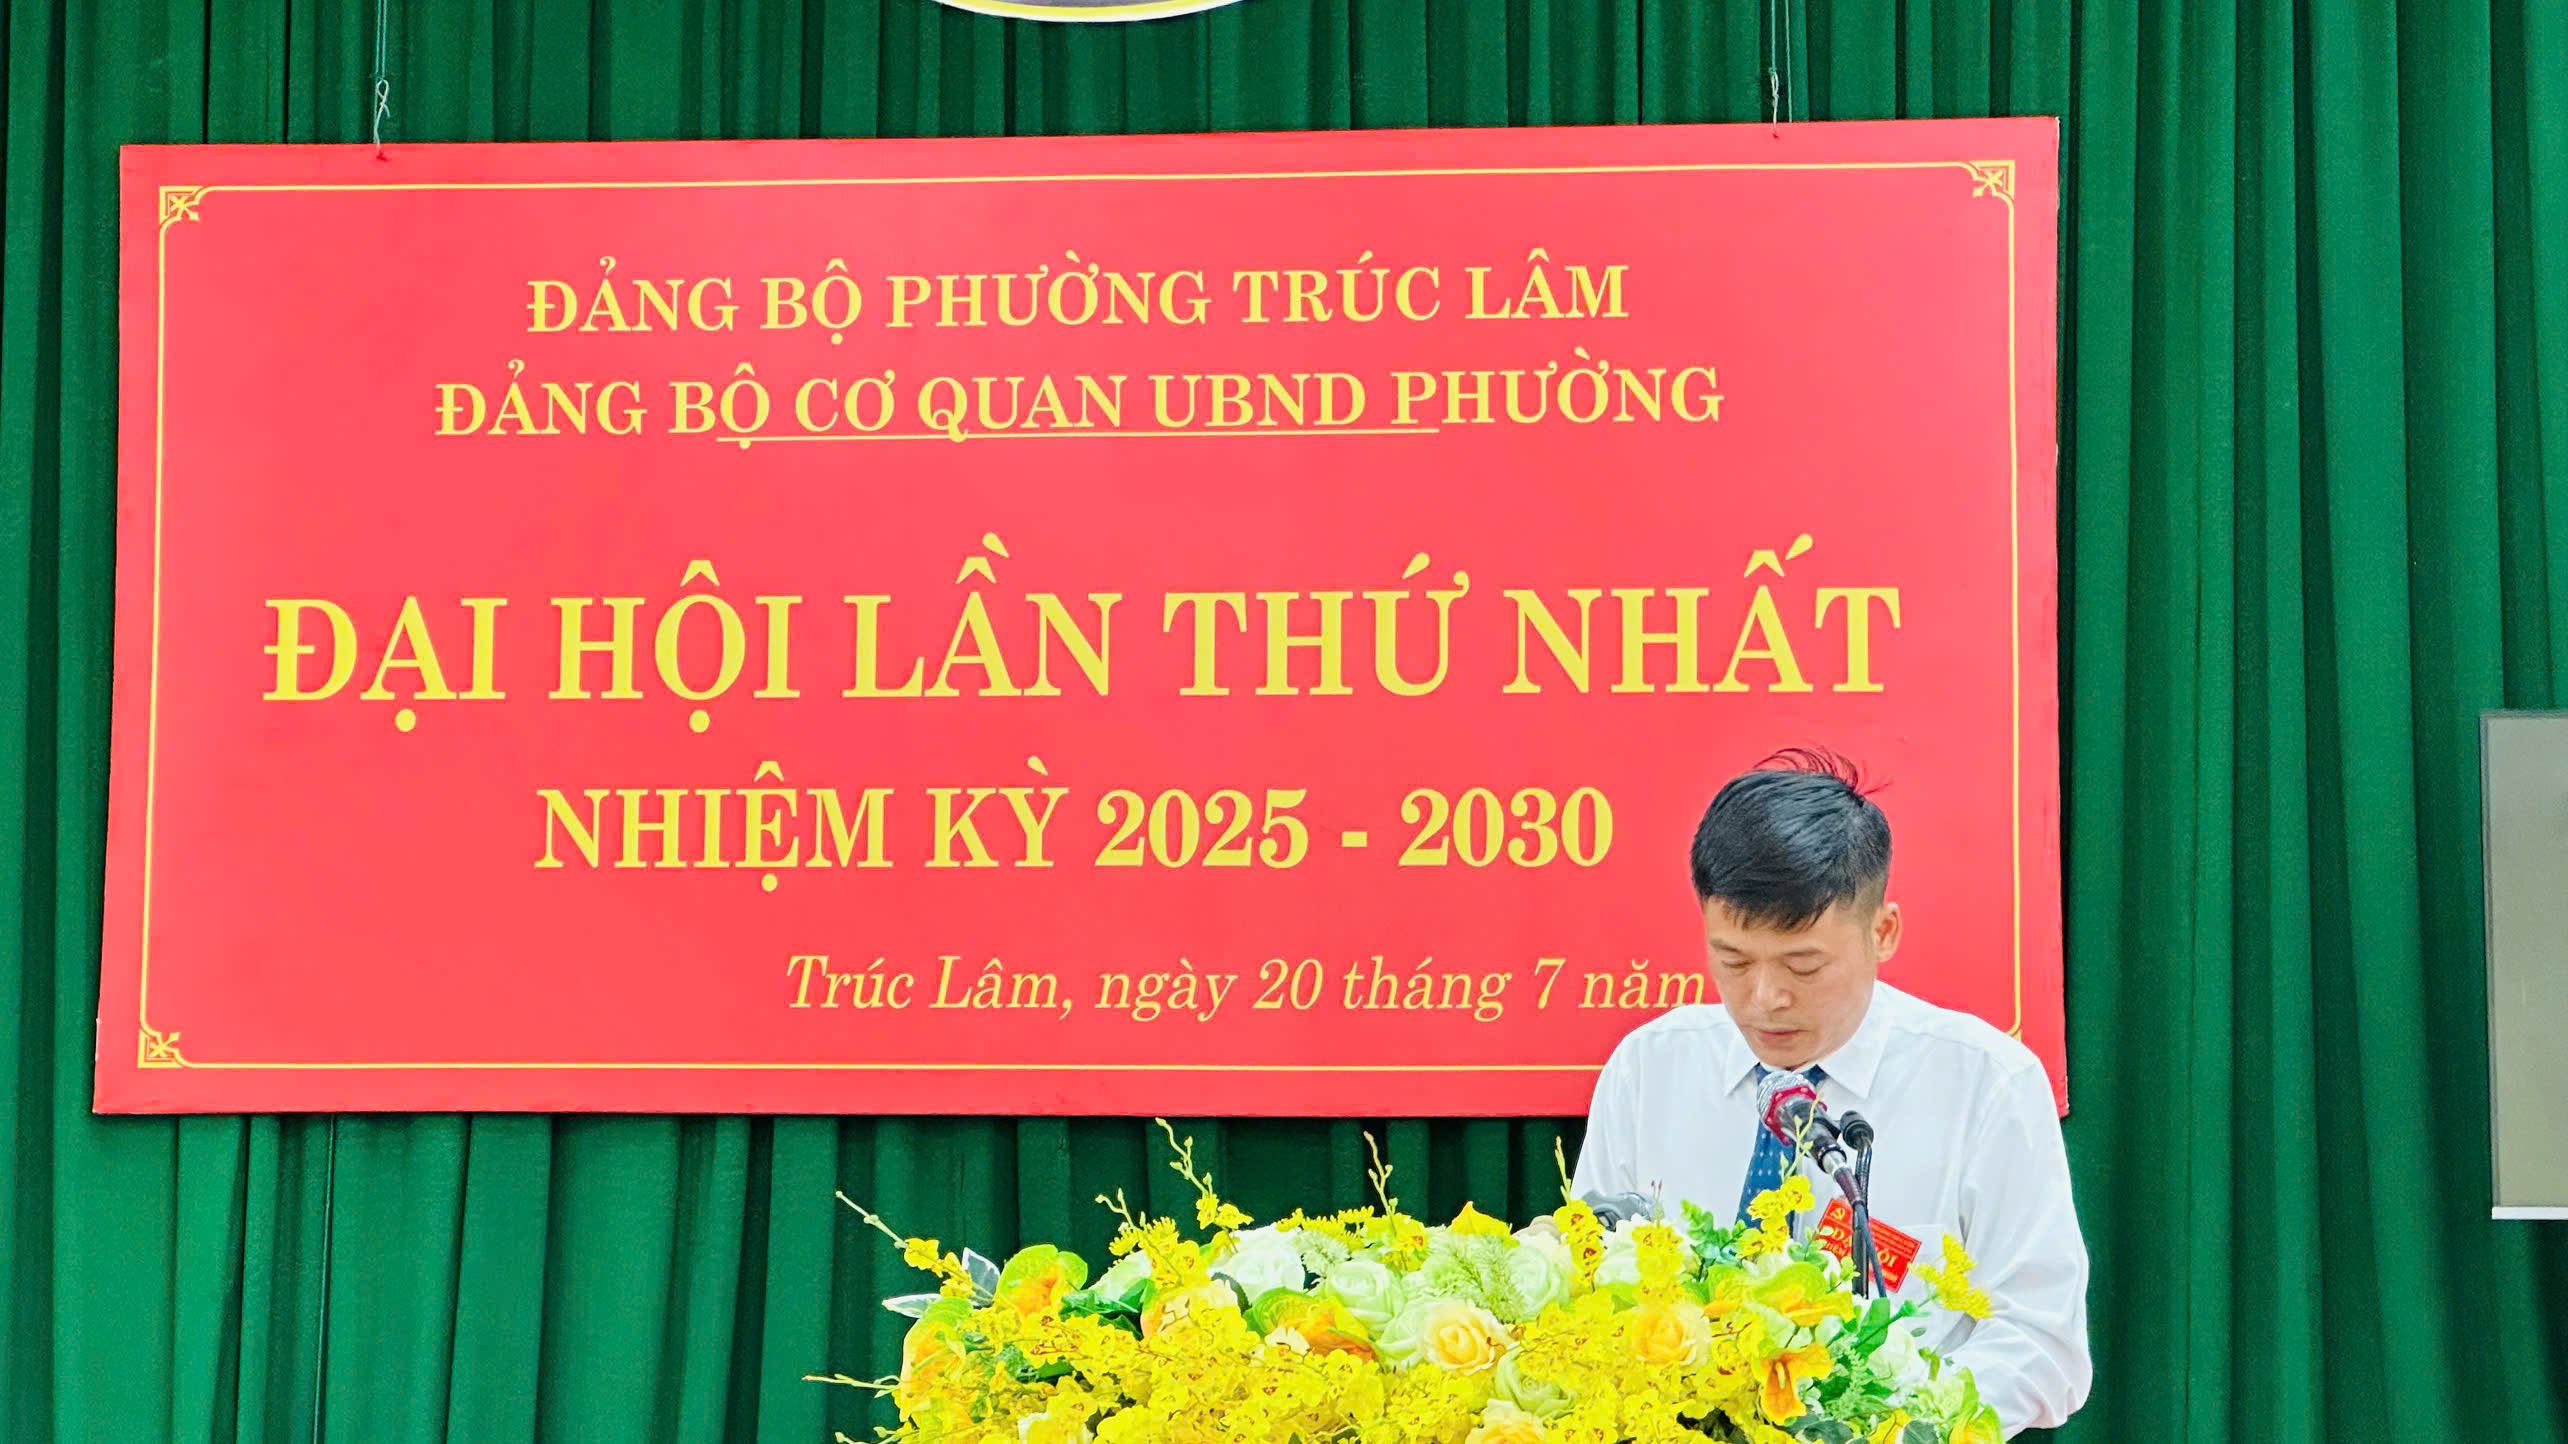 ĐẢNG BỘ PHƯỜNG TRÚC LÂM
ĐẢNG BỘ CƠ QUAN UBND PHƯỜNG
ĐẠI HỘI LẦN THỨ NHẤT
NHIỆM KỲ 2025 - 2030
Trúc Lâm, ngày 20 tháng 7 năm